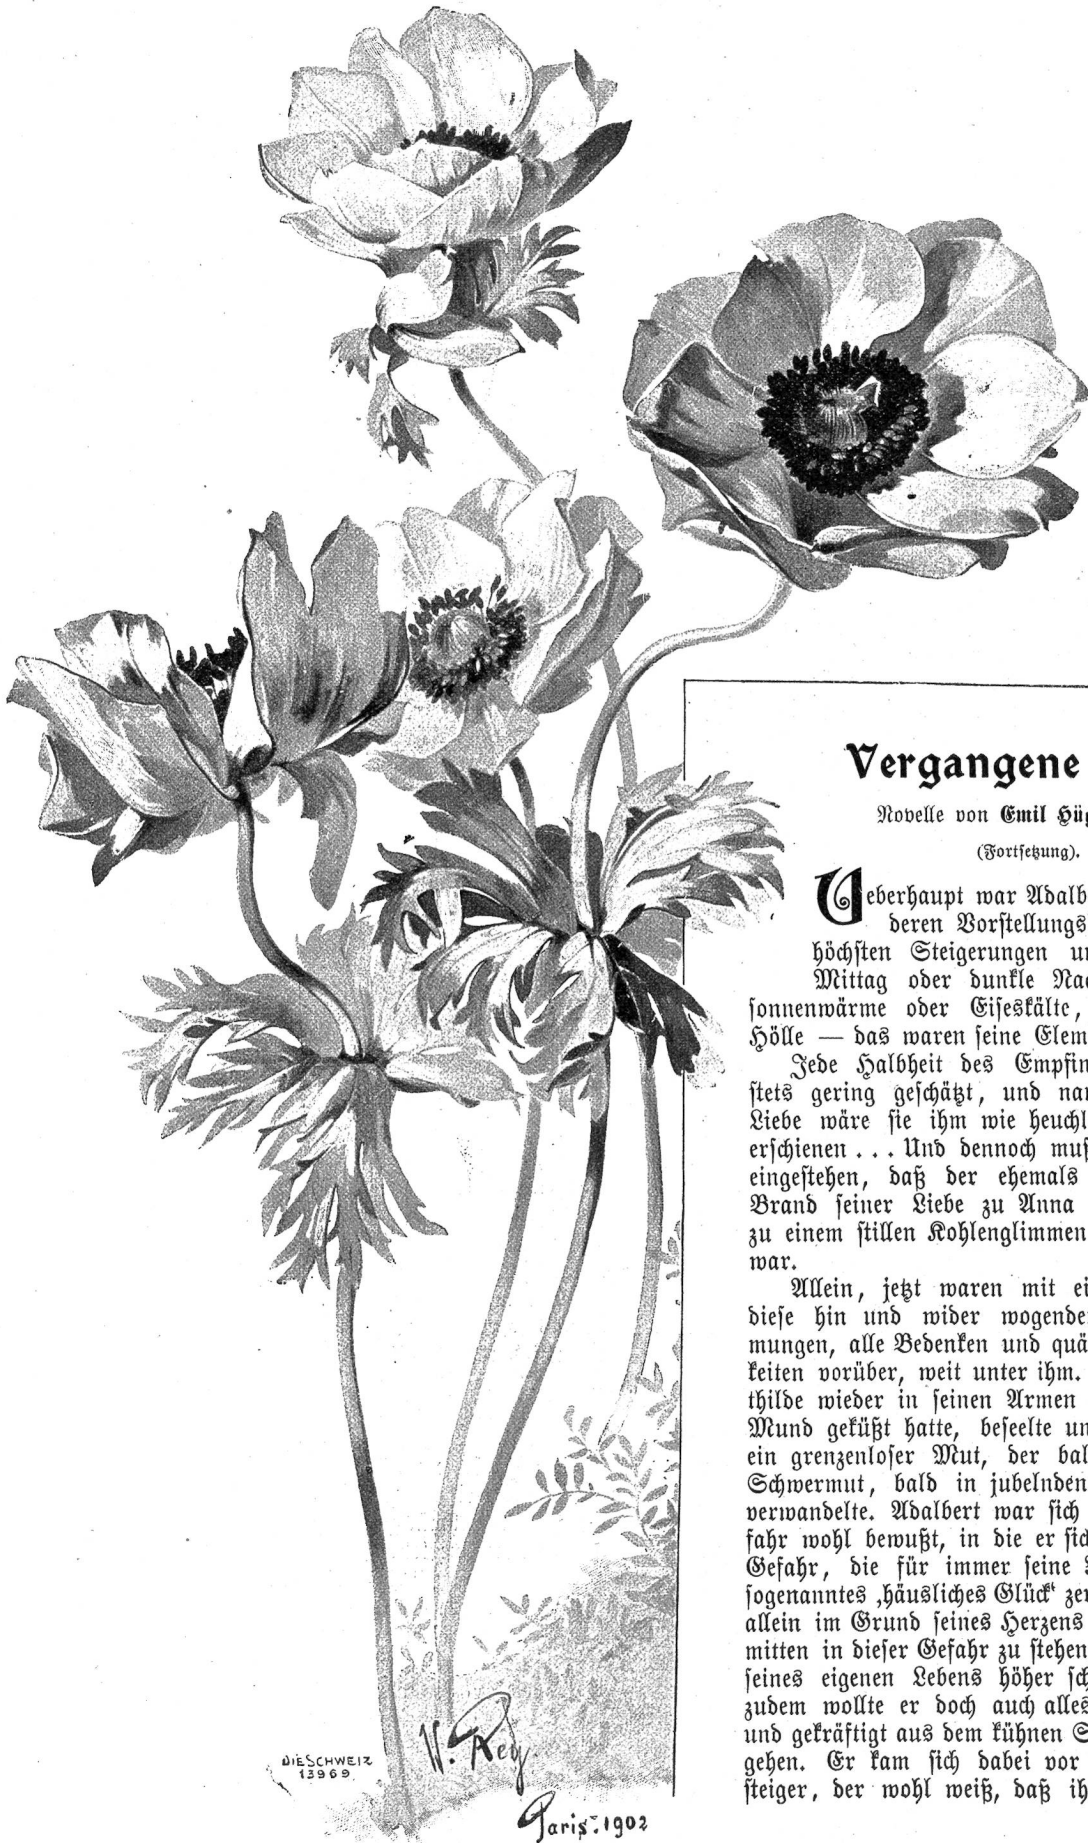 Vergangene
Novelle von Emil Hüg
(Fortsetzung).
Ueberhaupt war Adalb
deren Vorstellungs
höchsten Steigerungen un
Mittag oder dunkle Nac
sonnenwärme oder Eiseskälte,
Hölle — das waren seine Elem
Jede Halbheit des Empfin
stets gering geschätzt, und nam
Liebe wäre sie ihm wie heuchl
erschienen ... Und dennoch muß
eingestehen, daß der ehemals
Brand seiner Liebe zu Anna
zu einem stillen Kohlenglimmen
war.
Allein, jetzt waren mit ei
diese hin und wider wogende
mungen, alle Bedenken und quä
keiten vorüber, weit unter ihm.
thilde wieder in seinen Armen
Mund geküßt hatte, beseelte un
ein grenzenloser Mut, der bal
Schwermut, bald in jubelnden
verwandelte. Adalbert war sich
fahr wohl bewußt, in die er sic
Gefahr, die für immer seine
sogenanntes ‚häusliches Glück‘ zer
allein im Grund seines Herzens
mitten in dieser Gefahr zu stehen
seines eigenen Lebens höher sch
zudem wollte er doch auch alles
und gekräftigt aus dem kühnen S
gehen. Er kam sich dabei vor
steiger, der wohl weiß, daß ih
DIE SCHWEIZ
13969
W. Rey
Paris. 1902